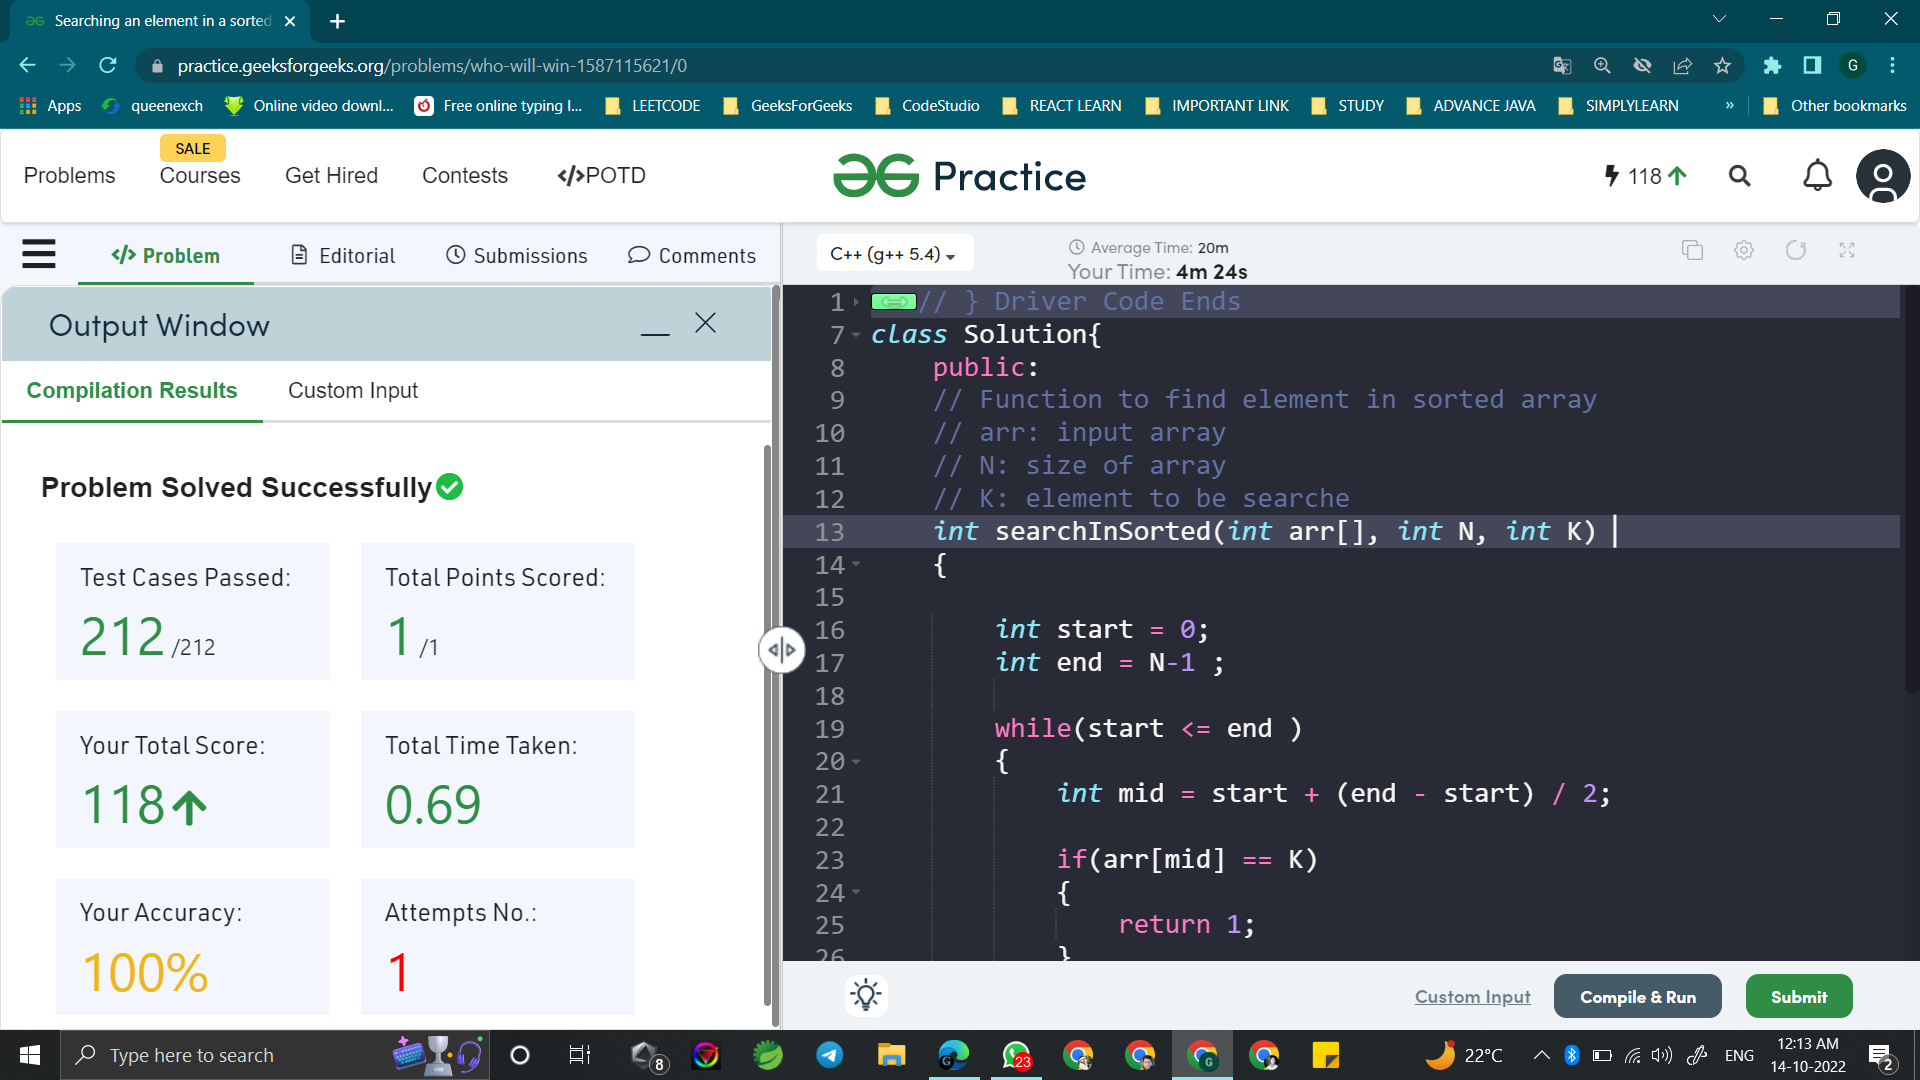 Searching an element in a sorted
practice.geeksforgeeks.org/problems/who-will-win-1587115621/0
G
Apps queenexch Online video downl... Free online typing l... LEETCODE GeeksForGeeks CodeStudio REACT LEARN IMPORTANT LINK STUDY ADVANCE JAVA SIMPLYLEARN » Other bookmarks
SALE
Problems Courses Get Hired Contests </>POTD
Practice
118
</> Problem Editorial Submissions Comments
C++ (g++ 5.4)
Average Time: 20m
Your Time: 4m 24s
Output Window
Compilation Results Custom Input
Problem Solved Successfully
Test Cases Passed:
212 /212
Total Points Scored:
1 /1
Your Total Score:
118
Total Time Taken:
0.69
Your Accuracy:
100%
Attempts No.:
1
1 // } Driver Code Ends
7 class Solution{
8 public:
9 // Function to find element in sorted array
10 // arr: input array
11 // N: size of array
12 // K: element to be searche
13 int searchInSorted(int arr[], int N, int K)
14 {
15
16 int start = 0;
17 int end = N-1 ;
18
19 while(start <= end )
20 {
21 int mid = start + (end - start) / 2;
22
23 if(arr[mid] == K)
24 {
25 return 1;
26 }
Custom Input Compile & Run Submit
Type here to search
8
23
G
22°C
ENG
12:13 AM
14-10-2022
2